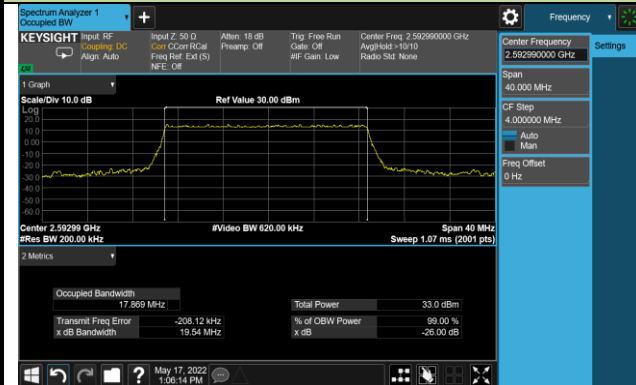 Spectrum Analyzer 1
Occupied BW
Frequency
KEYSIGHT
Input: RF
Coupling: DC
Align: Auto
Input Z: 50 Ω
Corr CCorr RCal
Freq Ref: Ext (S)
NFE: Off
Atten: 18 dB
Preamp: Off
Trig: Free Run
Gate: Off
#IF Gain: Low
Center Freq: 2.592990000 GHz
Avg|Hold:>10/10
Radio Std: None
Center Frequency
2.592990000 GHz
Settings
Span
40.000 MHz
CF Step
4.000000 MHz
Auto
Man
Freq Offset
0 Hz
1 Graph
Scale/Div 10.0 dB
Ref Value 30.00 dBm
Log
20.0
10.0
0.00
-10.0
-20.0
-30.0
-40.0
-50.0
-60.0
Center 2.59299 GHz
#Video BW 620.00 kHz
Span 40 MHz
#Res BW 200.00 kHz
Sweep 1.07 ms (2001 pts)
2 Metrics
Occupied Bandwidth
17.869 MHz
Total Power 33.0 dBm
Transmit Freq Error -208.12 kHz
% of OBW Power 99.00 %
x dB Bandwidth 19.54 MHz
x dB -26.00 dB
May 17, 2022
1:06:14 PM